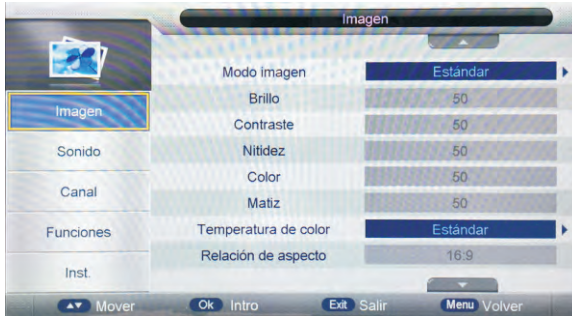 Imagen
Imagen
Sonido
Canal
Funciones
Inst.
Modo imagen Estándar
Brillo 50
Contraste 50
Nitidez 50
Color 50
Matiz 50
Temperatura de color Estándar
Relación de aspecto 16:9
Mover Ok Intro Exit Salir Menu Volver